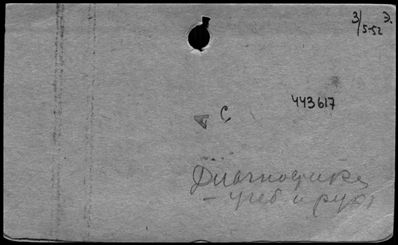 3/5-52 Э.
443617
С
Диагностика
- учеб и рук